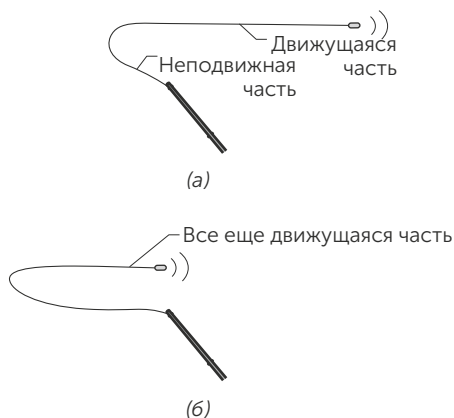 Движущаяся
часть
Неподвижная
часть
(а)
Все еще движущаяся часть
(б)